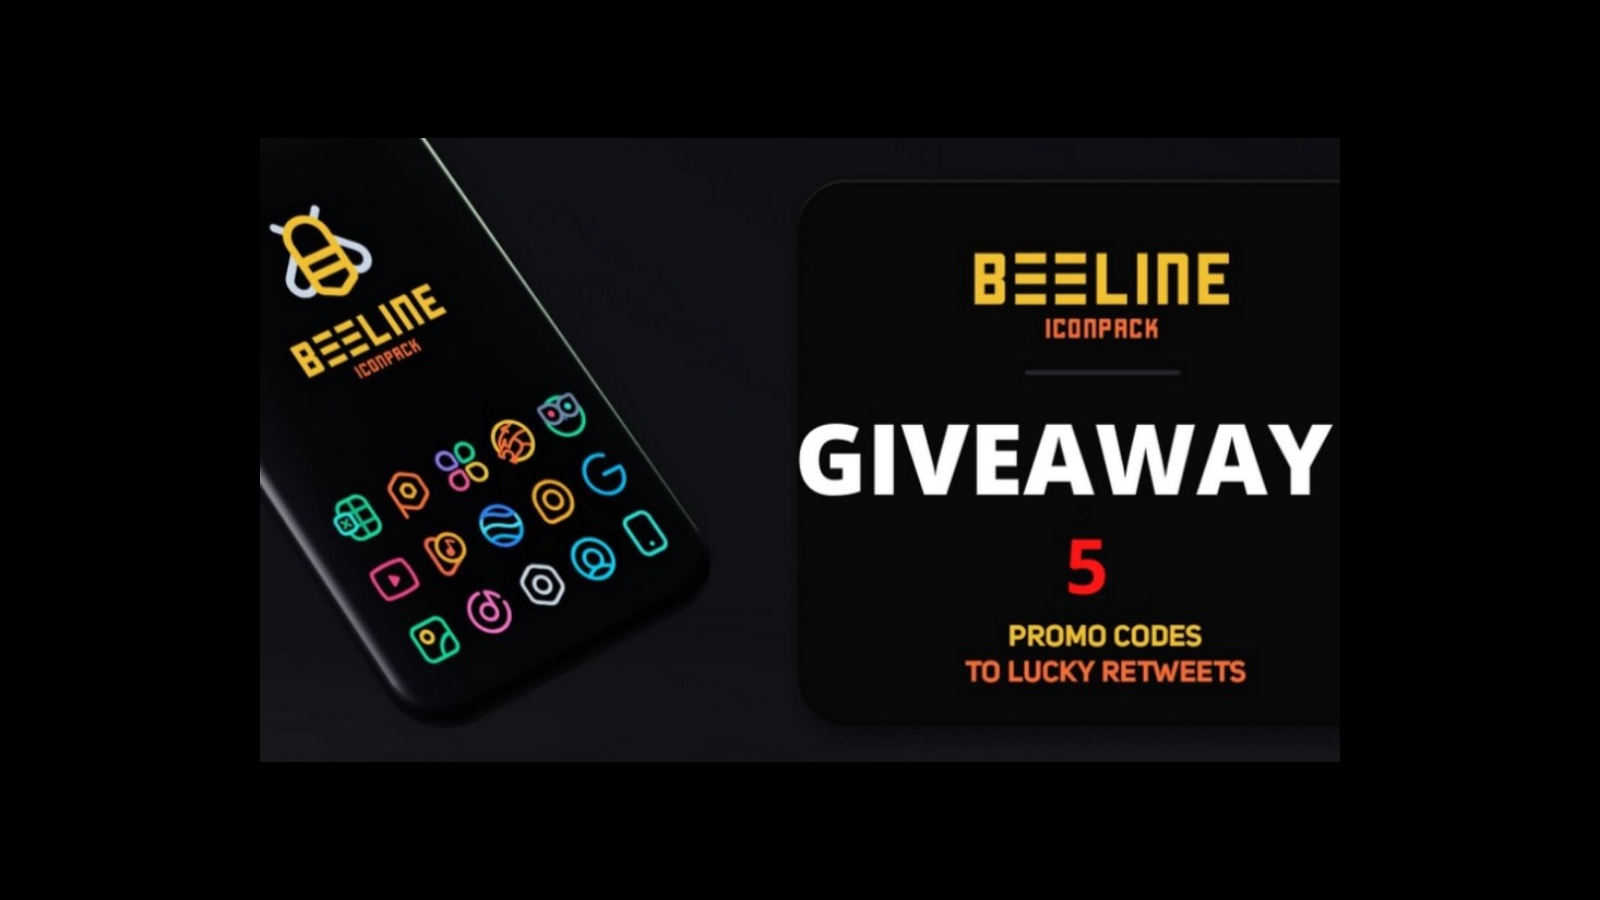 BEELINE
ICONPACK
BEELINE
ICONPACK
GIVEAWAY
5
PROMO CODES
TO LUCKY RETWEETS